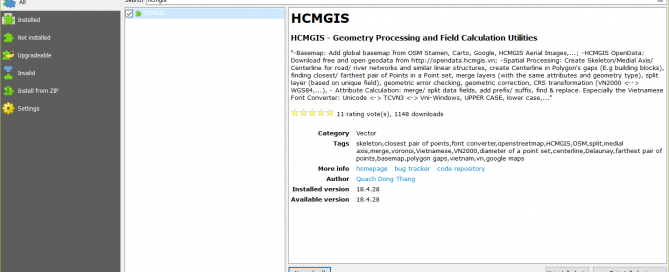 All
Installed
Not installed
Upgradeable
Invalid
Install from ZIP
Settings
HCMGIS
HCMGIS
HCMGIS - Geometry Processing and Field Calculation Utilities
"-Basemap: Add global basemap from OSM Stamen, Carto, Google, HCMGIS Aerial Images,...; -HCMGIS OpenData:
Download free and open geodata from http://opendata.hcmgis.vn; -Spatial Processing: Create Skeleton/Medial Axis/
Centerline for road/ river networks and similar linear structures, create Centerline in Polygon's gaps (E.g building blocks),
finding closest/ farthest pair of Points in a Point set, merge layers (with the same attributes and geometry type), split
layer (based on unique field), geometric error checking, geometric correction, CRS transformation (VN2000 <->
WGS84,...), - Attribute Calculation: merge/ split data fields, add prefix/ suffix, find & replace. Especially the Vietnamese
Font Converter: Unicode <-> TCVN3 <-> Vni-Windows, UPPER CASE, lower case,..."
11 rating vote(s), 1148 downloads
Category Vector
Tags skeleton,closest pair of points,font converter,openstreetmap,HCMGIS,OSM,split,medial
axis,merge,voronoi,Vietnamese,VN2000,diameter of a point set,centerline,Delaunay,farthest pair of
points,basemap,polygon gaps,vietnam,vn,google maps
More info homepage bug tracker code repository
Author Quach Dong Thang
Installed version 18.4.28
Available version 18.4.28